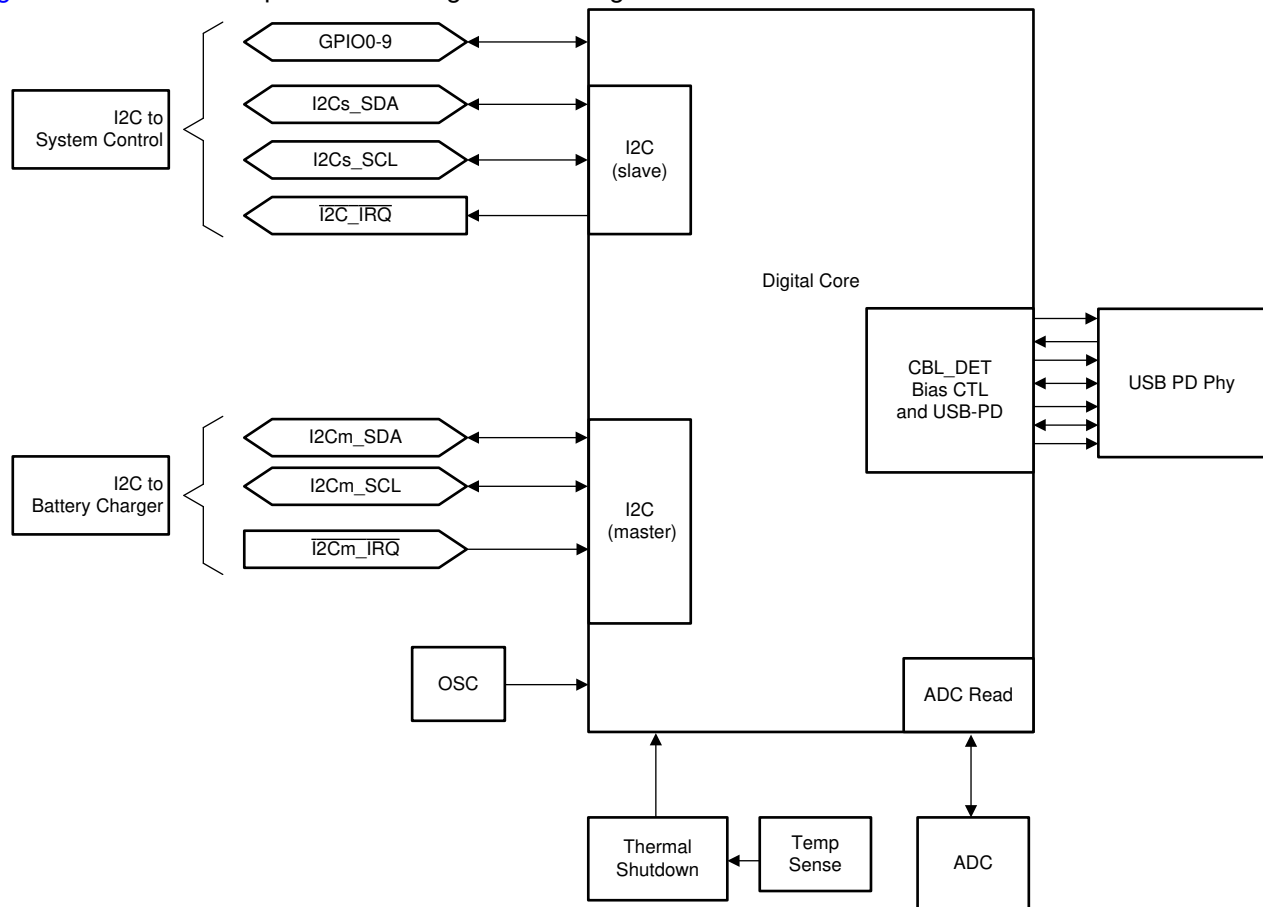 GPIO0-9
I2C to
System Control
I2Cs_SDA
I2Cs_SCL
I2C_IRQ
I2C
(slave)
Digital Core
CBL_DET
Bias CTL
and USB-PD
USB PD Phy
I2C to
Battery Charger
I2Cm_SDA
I2Cm_SCL
I2Cm_IRQ
I2C
(master)
OSC
ADC Read
Thermal
Shutdown
Temp
Sense
ADC